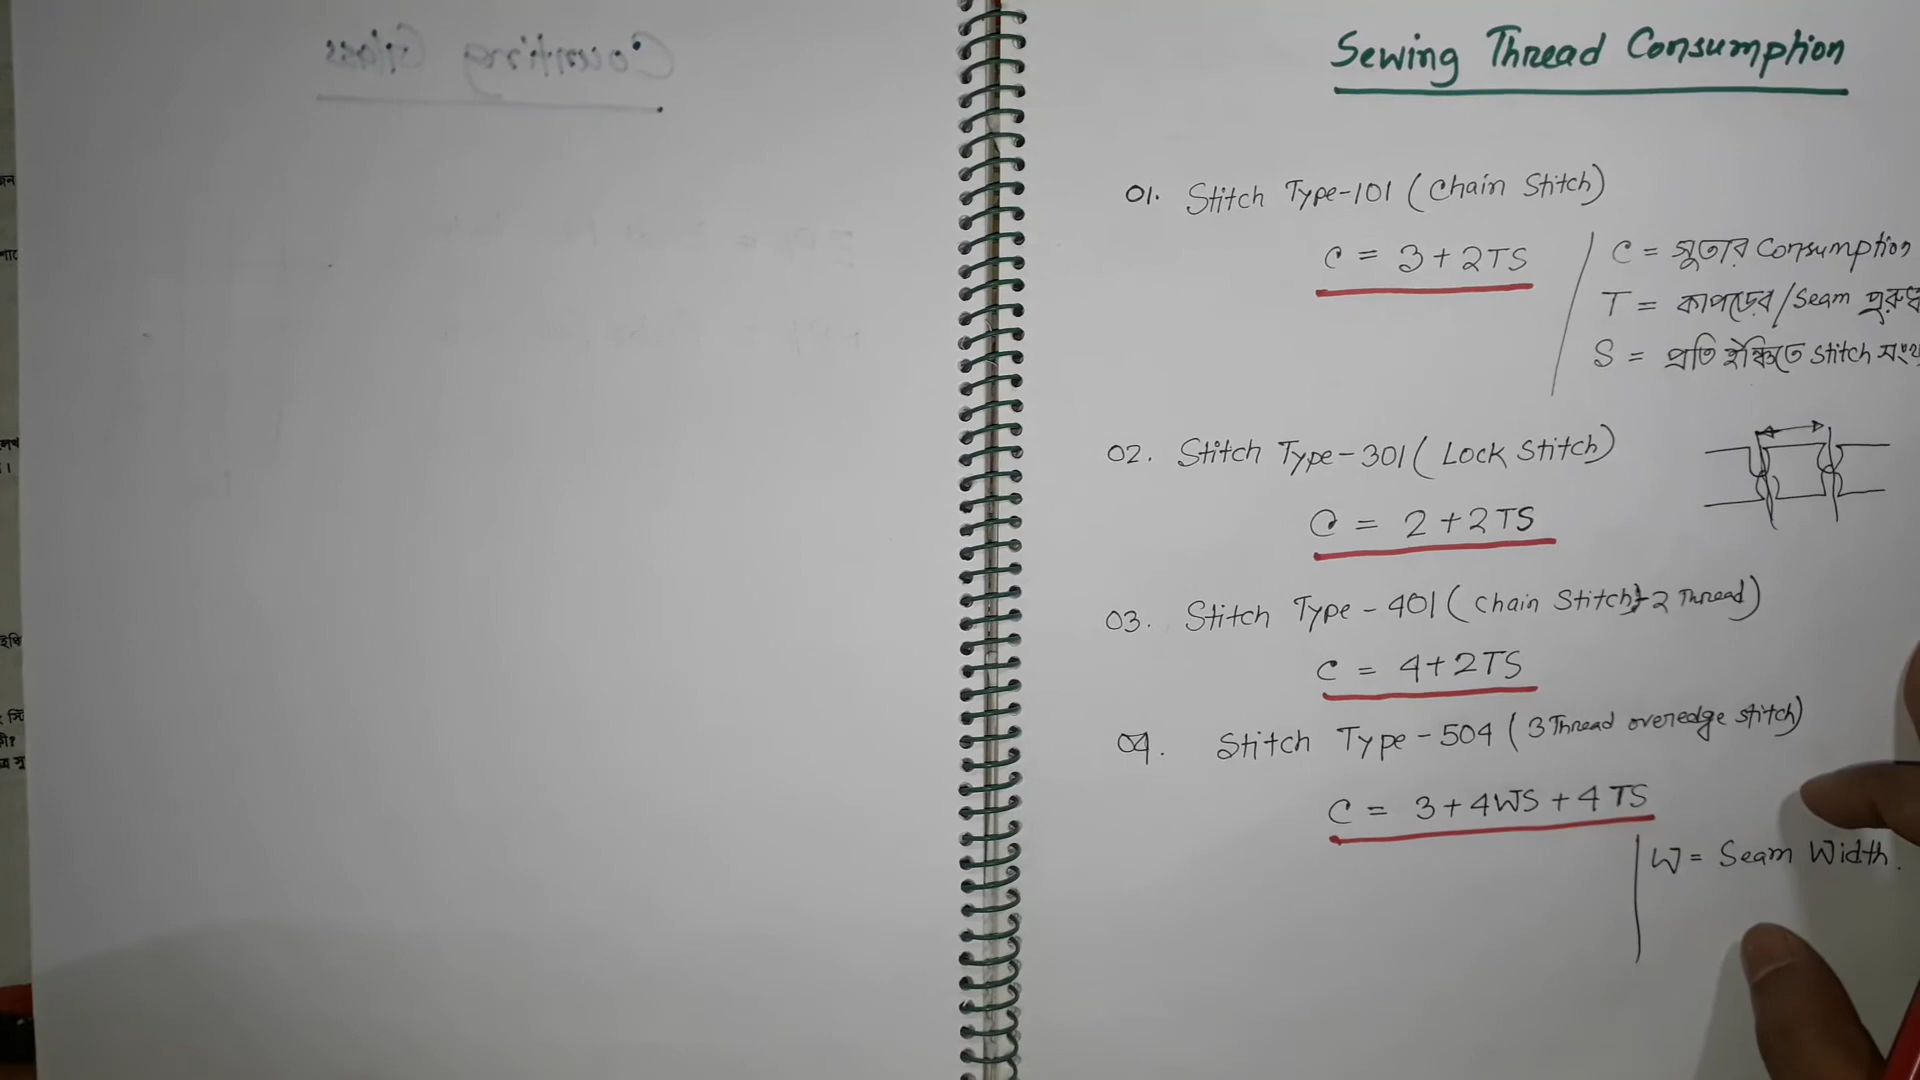 Sewing Thread Consumption
01. Stitch Type-101 (Chain Stitch)
C = 3+2TS
C = সুতার Consumption
T = কাপড়ের/Seam
S = প্রতি ইঞ্চিতে Stitch
02. Stitch Type-301 (Lock Stitch)
C = 2+2TS
03. Stitch Type-401 (Chain Stitch-2 Thread)
C = 4+2TS
04. Stitch Type-504 (3 Thread overedge stitch)
C = 3+4WS+4TS
W = Seam Width.